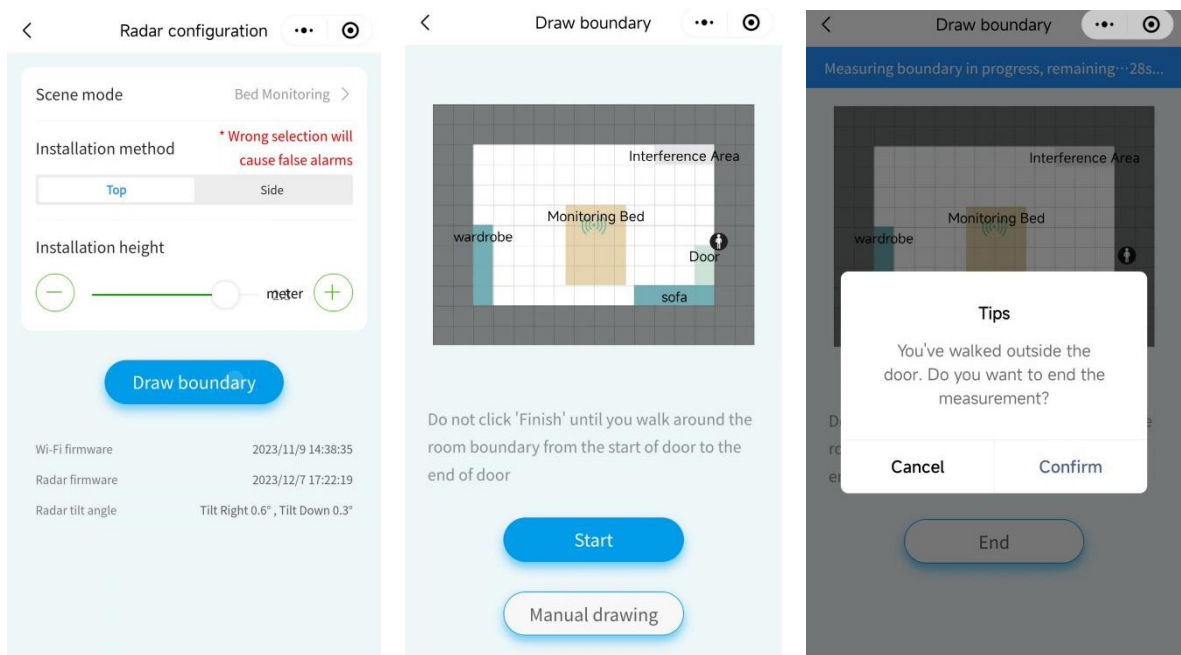 Radar configuration
Scene mode
Bed Monitoring
Installation method
* Wrong selection will
cause false alarms
Top
Side
Installation height
meter
Draw boundary
Wi-Fi firmware
2023/11/9 14:38:35
Radar firmware
2023/12/7 17:22:19
Radar tilt angle
Tilt Right 0.6° , Tilt Down 0.3°
Draw boundary
Interference Area
Monitoring Bed
wardrobe
Door
sofa
Do not click 'Finish' until you walk around the
room boundary from the start of door to the
end of door
Start
Manual drawing
Draw boundary
Measuring boundary in progress, remaining···28s...
Interference Area
Monitoring Bed
wardrobe
Tips
You've walked outside the
door. Do you want to end the
measurement?
Cancel
Confirm
End